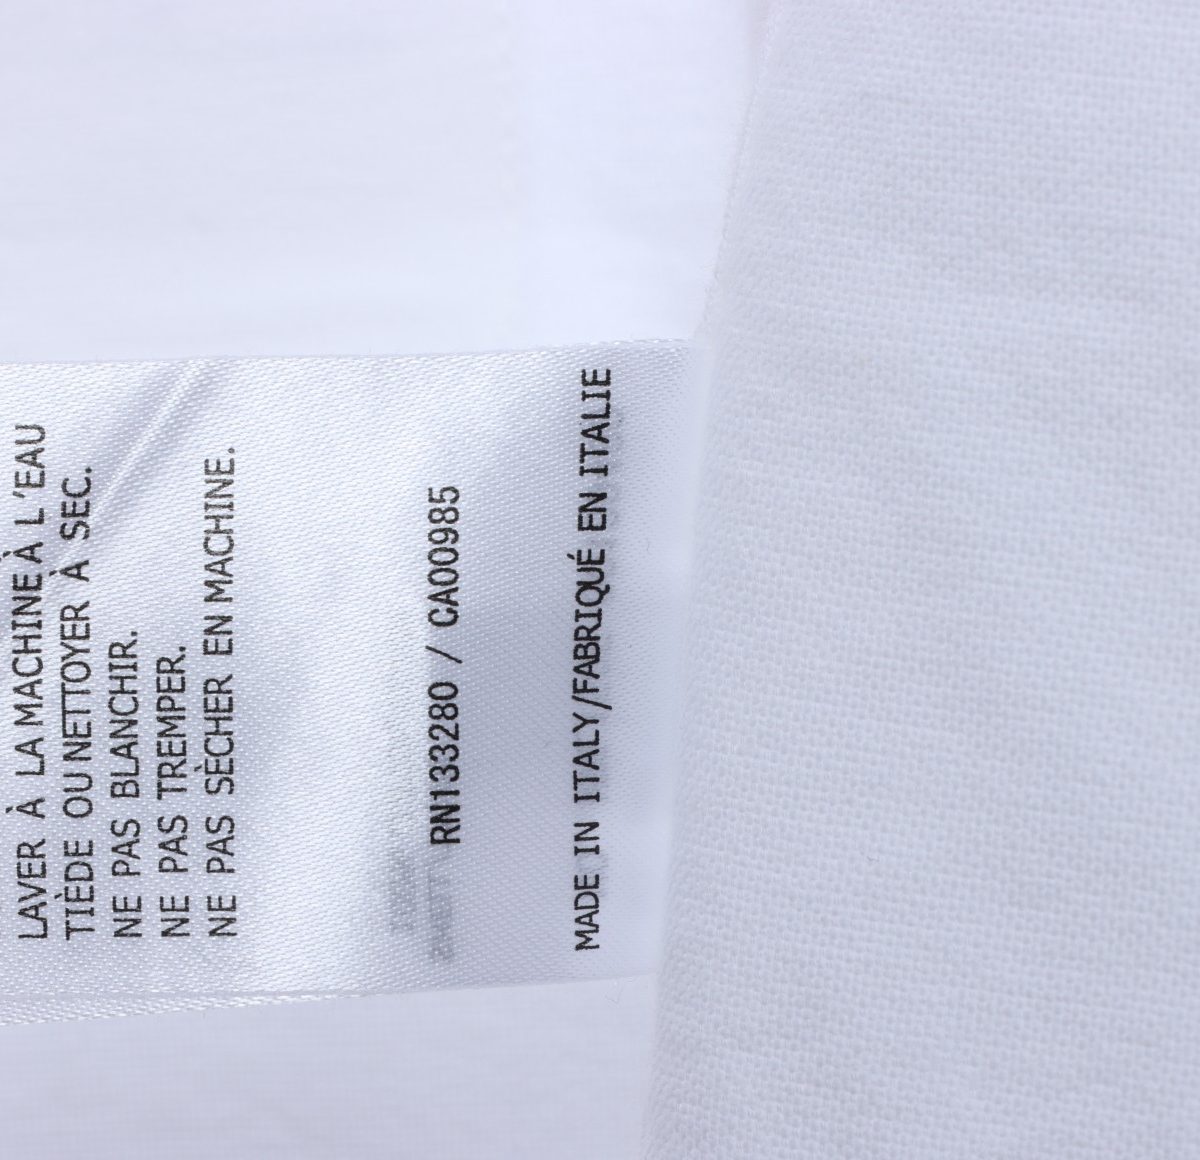 LAVER À LA MACHINE À L'EAU
TIÈDE OU NETTOYER À SEC.
NE PAS BLANCHIR.
NE PAS TREMPER.
NE PAS SÈCHER EN MACHINE.
RN133280 / CA00985
MADE IN ITALY/FABRIQUÉ EN ITALIE